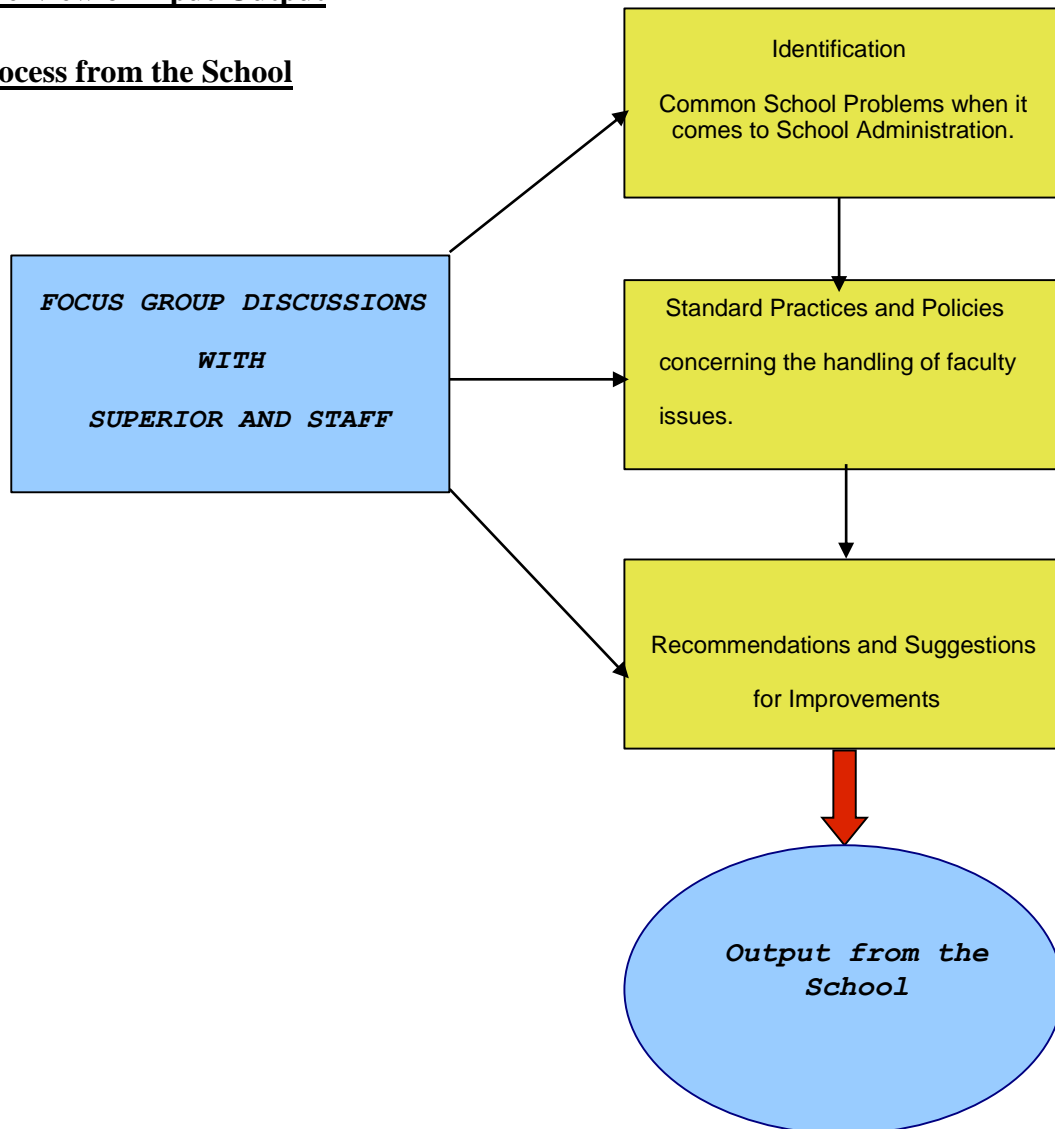 Input Output
ocess from the School
Identification
Common School Problems when it
comes to School Administration.
FOCUS GROUP DISCUSSIONS
WITH
SUPERIOR AND STAFF
Standard Practices and Policies
concerning the handling of faculty
issues.
Recommendations and Suggestions
for Improvements
Output from the
School